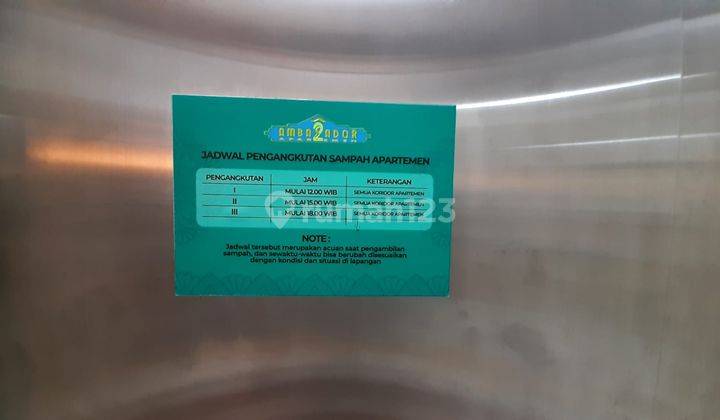 AMBA2ADOR
APARTEMEN
JADWAL PENGANGKUTAN SAMPAH APARTEMEN
PENGANGKUTAN JAM KETERANGAN
I MULAI 12.00 WIB SEMUA KORIDOR APARTEMEN
II MULAI 15.00 WIB SEMUA KORIDOR APARTEMEN
III MULAI 18.00 WIB SEMUA KORIDOR APARTEMEN
rumah123
NOTE :
Jadwal tersebut merupakan acuan saat pengambilan
sampah, dan sewaktu-waktu bisa berubah disesuaikan
dengan kondisi dan situasi di lapangan